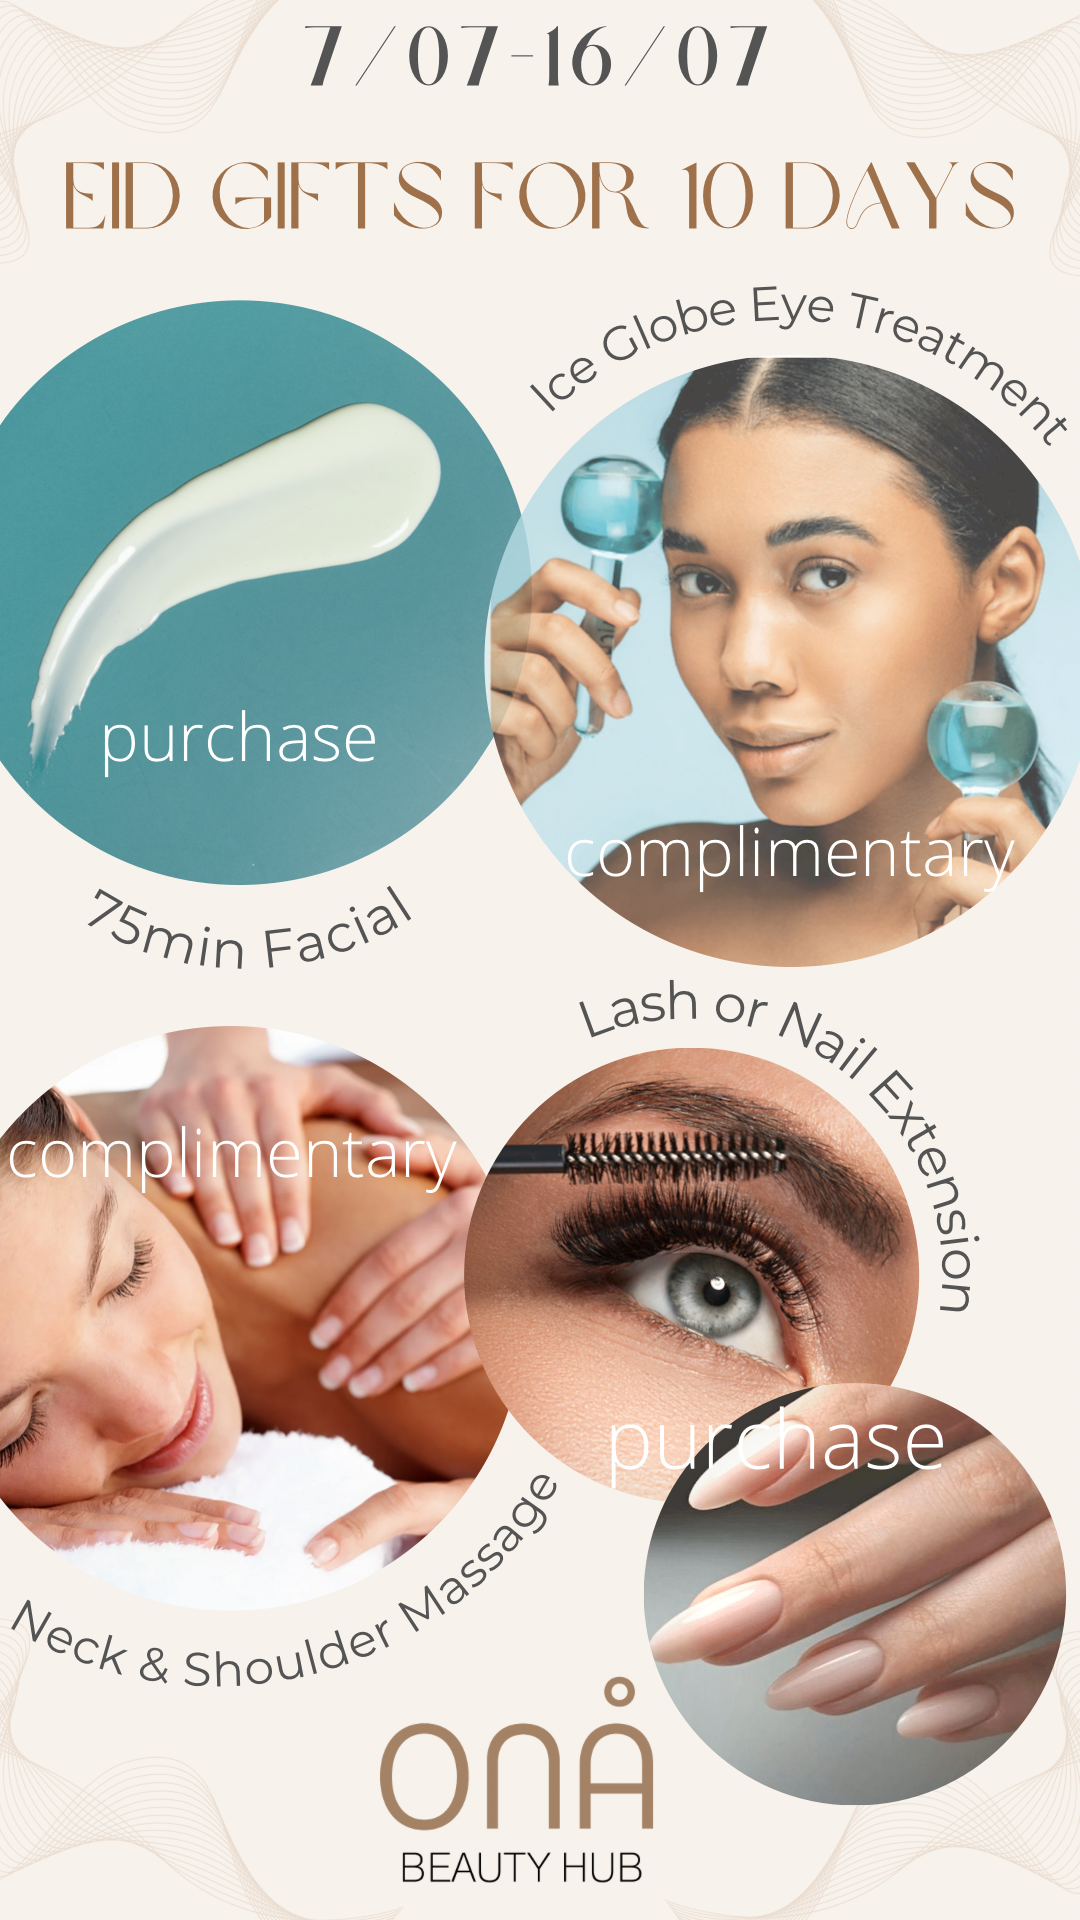 7/07-16/07
EID GIFTS FOR 10 DAYS
Ice Globe Eye Treatment
purchase
complimentary
75min Facial
Lash or Nail Extension
complimentary
purchase
Neck & Shoulder Massage
ONÅ
BEAUTY HUB